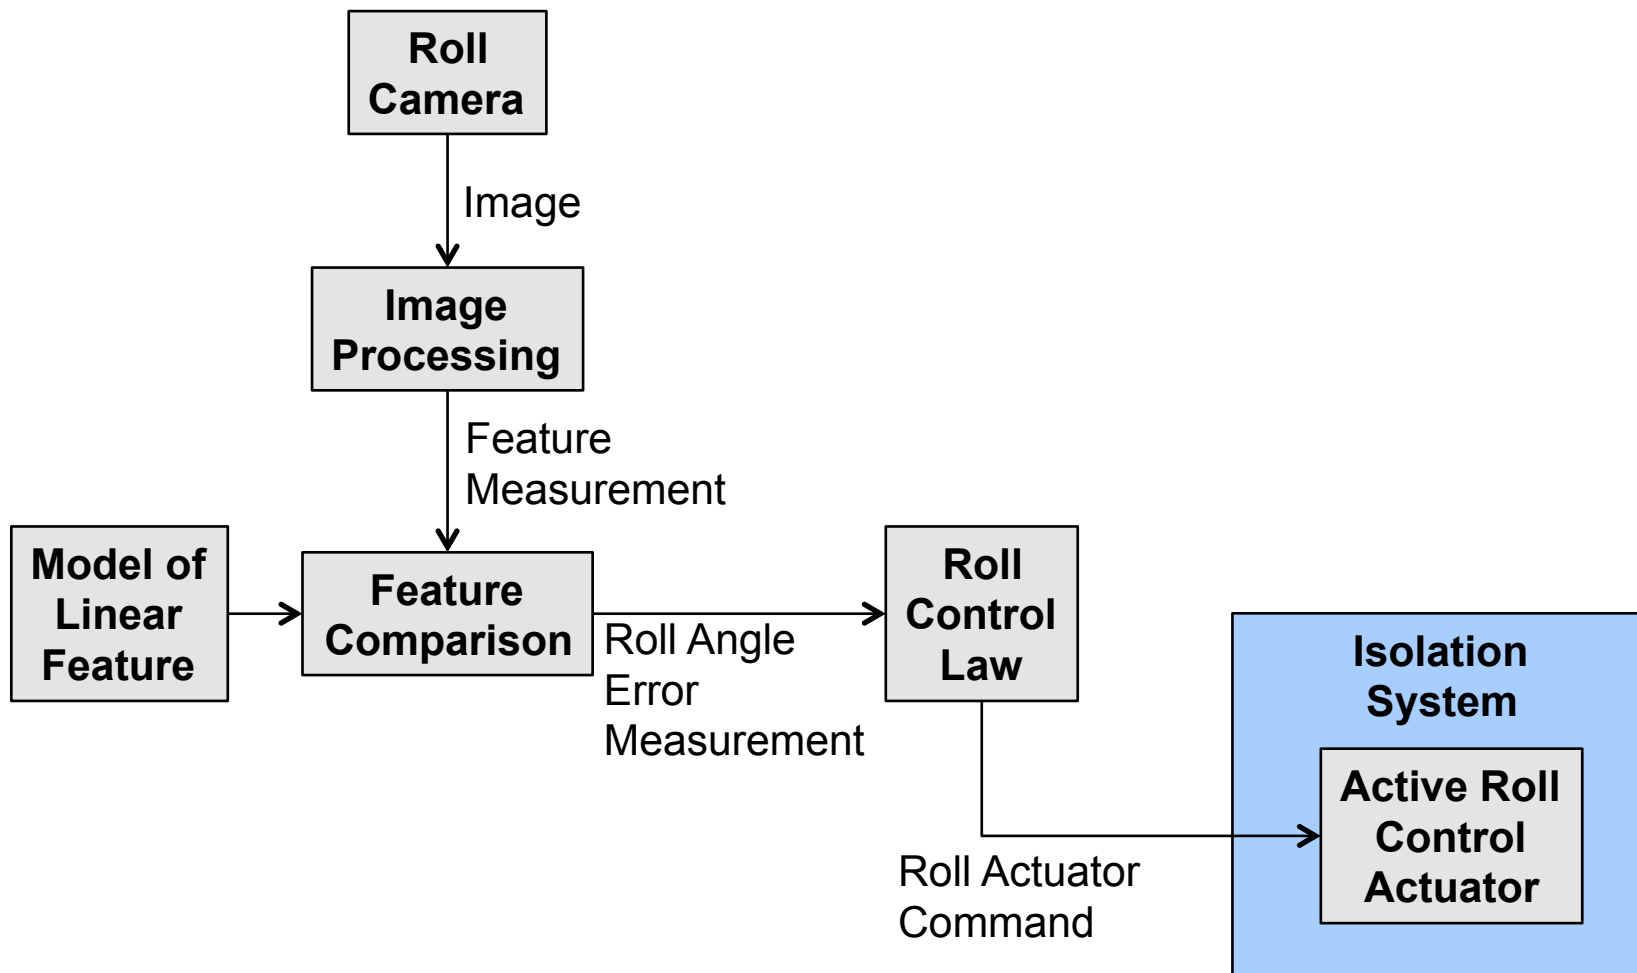 Roll
Camera
Image
Image
Processing
Feature
Measurement
Model of
Linear
Feature
Feature
Comparison
Roll Angle
Error
Measurement
Roll
Control
Law
Roll Actuator
Command
Isolation
System
Active Roll
Control
Actuator